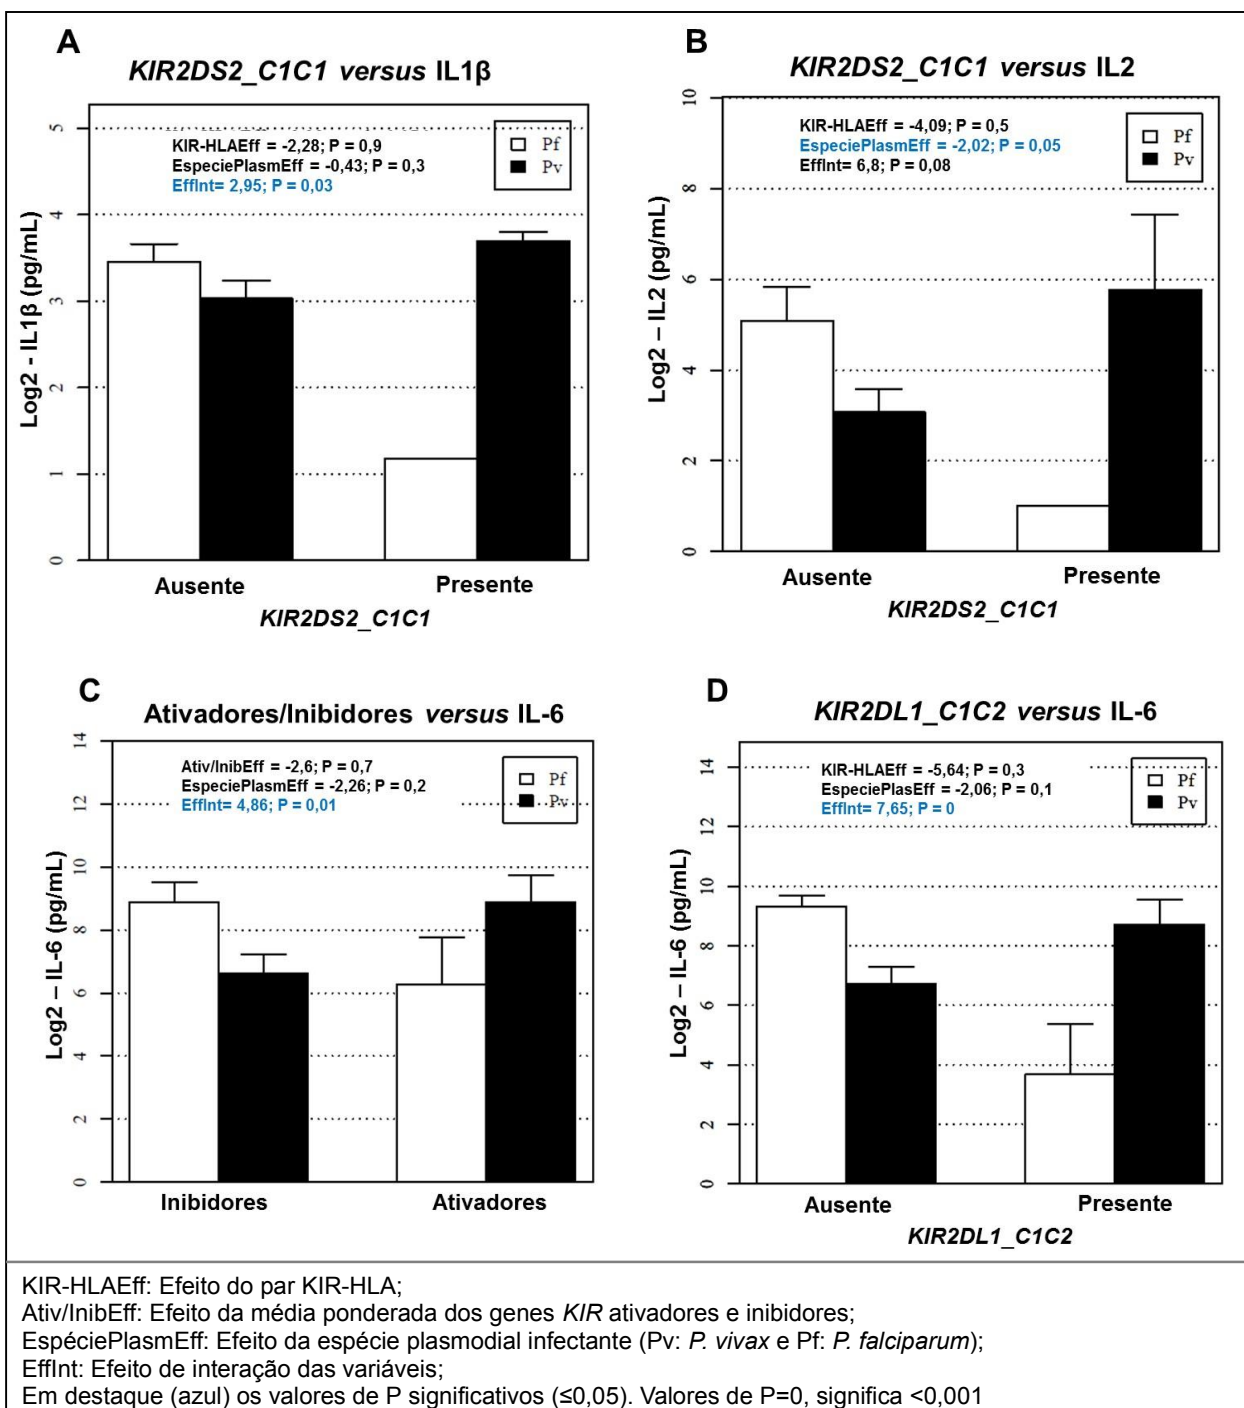 A
KIR2DS2_C1C1 versus IL1β
KIR-HLAEff = -2,28; P = 0,9
EspeciePlasmEff = -0,43; P = 0,3
EffInt= 2,95; P = 0,03
Pf
Pv
Log2 - IL1β (pg/mL)
5
4
3
2
1
0
Ausente
Presente
KIR2DS2_C1C1
B
KIR2DS2_C1C1 versus IL2
KIR-HLAEff = -4,09; P = 0,5
EspeciePlasmEff = -2,02; P = 0,05
EffInt= 6,8; P = 0,08
Pf
Pv
Log2 – IL2 (pg/mL)
10
8
6
4
2
0
Ausente
Presente
KIR2DS2_C1C1
C
Ativadores/Inibidores versus IL-6
Ativ/InibEff = -2,6; P = 0,7
EspeciePlasmEff = -2,26; P = 0,2
EffInt= 4,86; P = 0,01
Pf
Pv
Log2 – IL-6 (pg/mL)
14
12
10
8
6
4
2
0
Inibidores
Ativadores
D
KIR2DL1_C1C2 versus IL-6
KIR-HLAEff = -5,64; P = 0,3
EspeciePlasEff = -2,06; P = 0,1
EffInt= 7,65; P = 0
Pf
Pv
Log2 – IL-6 (pg/mL)
14
12
10
8
6
4
2
0
Ausente
Presente
KIR2DL1_C1C2
KIR-HLAEff: Efeito do par KIR-HLA;
Ativ/InibEff: Efeito da média ponderada dos genes KIR ativadores e inibidores;
EspéciePlasmEff: Efeito da espécie plasmodial infectante (Pv: P. vivax e Pf: P. falciparum);
EffInt: Efeito de interação das variáveis;
Em destaque (azul) os valores de P significativos (≤0,05). Valores de P=0, significa <0,001